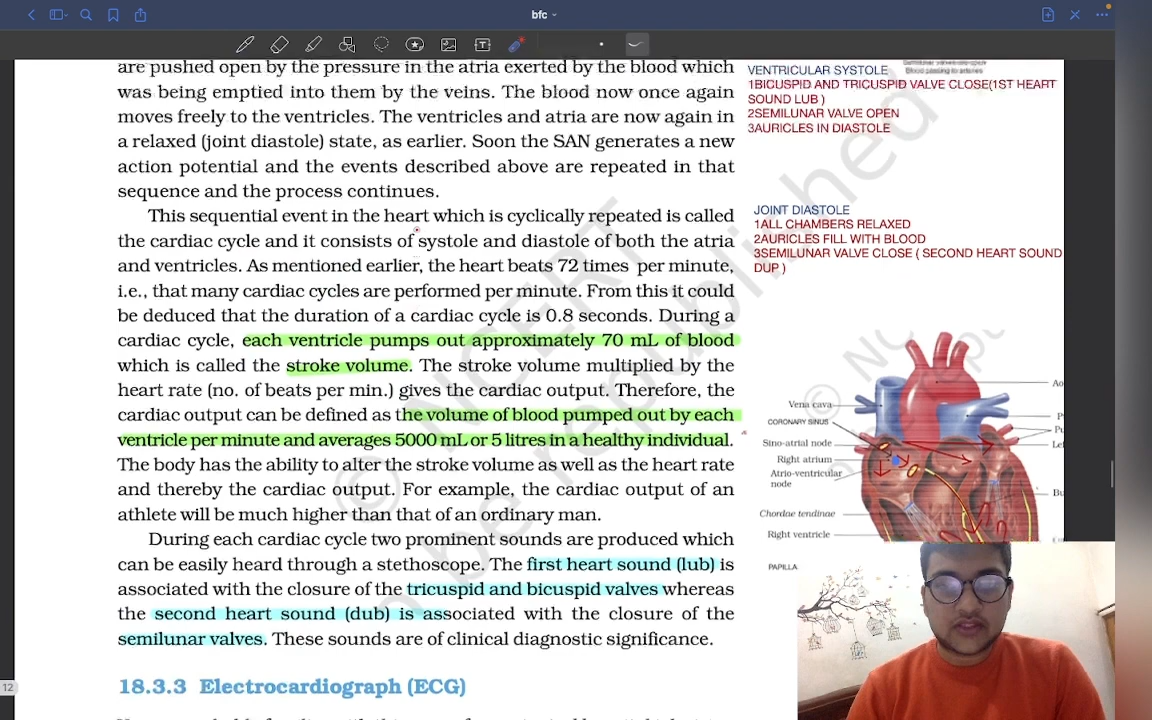 bfc
are pushed open by the pressure in the atria exerted by the blood which
was being emptied into them by the veins. The blood now once again
moves freely to the ventricles. The ventricles and atria are now again in
a relaxed (joint diastole) state, as earlier. Soon the SAN generates a new
action potential and the events described above are repeated in that
sequence and the process continues.
This sequential event in the heart which is cyclically repeated is called
the cardiac cycle and it consists of systole and diastole of both the atria
and ventricles. As mentioned earlier, the heart beats 72 times per minute,
i.e., that many cardiac cycles are performed per minute. From this it could
be deduced that the duration of a cardiac cycle is 0.8 seconds. During a
cardiac cycle, each ventricle pumps out approximately 70 mL of blood
which is called the stroke volume. The stroke volume multiplied by the
heart rate (no. of beats per min.) gives the cardiac output. Therefore, the
cardiac output can be defined as the volume of blood pumped out by each
ventricle per minute and averages 5000 mL or 5 litres in a healthy individual.
The body has the ability to alter the stroke volume as well as the heart rate
and thereby the cardiac output. For example, the cardiac output of an
athlete will be much higher than that of an ordinary man.
During each cardiac cycle two prominent sounds are produced which
can be easily heard through a stethoscope. The first heart sound (lub) is
associated with the closure of the tricuspid and bicuspid valves whereas
the second heart sound (dub) is associated with the closure of the
semilunar valves. These sounds are of clinical diagnostic significance.
18.3.3 Electrocardiograph (ECG)
12
Blood passing to arteries
VENTRICULAR SYSTOLE
1BICUSPID AND TRICUSPID VALVE CLOSE(1ST HEART
SOUND LUB )
2SEMILUNAR VALVE OPEN
3AURICLES IN DIASTOLE
JOINT DIASTOLE
1ALL CHAMBERS RELAXED
2AURICLES FILL WITH BLOOD
3SEMILUNAR VALVE CLOSE ( SECOND HEART SOUND
DUP )
Vena cava
CORONARY SINUS
Sino-atrial node
Right atrium
Atrio-ventricular
node
Chordae tendinae
Right ventricle
PAPILLA
Ao
P
Pu
Le
Bu
© NCERT
be republished